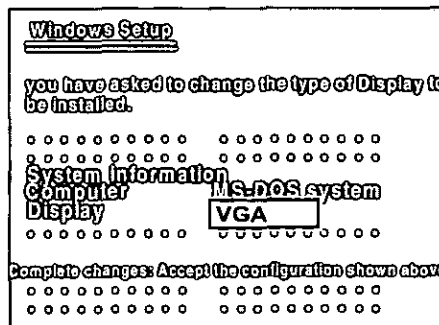 Windows Setup
you have asked to change the type of Display to
be installed.
System information
Computer MS-DOS system
Display VGA
Complete changes: Accept the configuration shown above